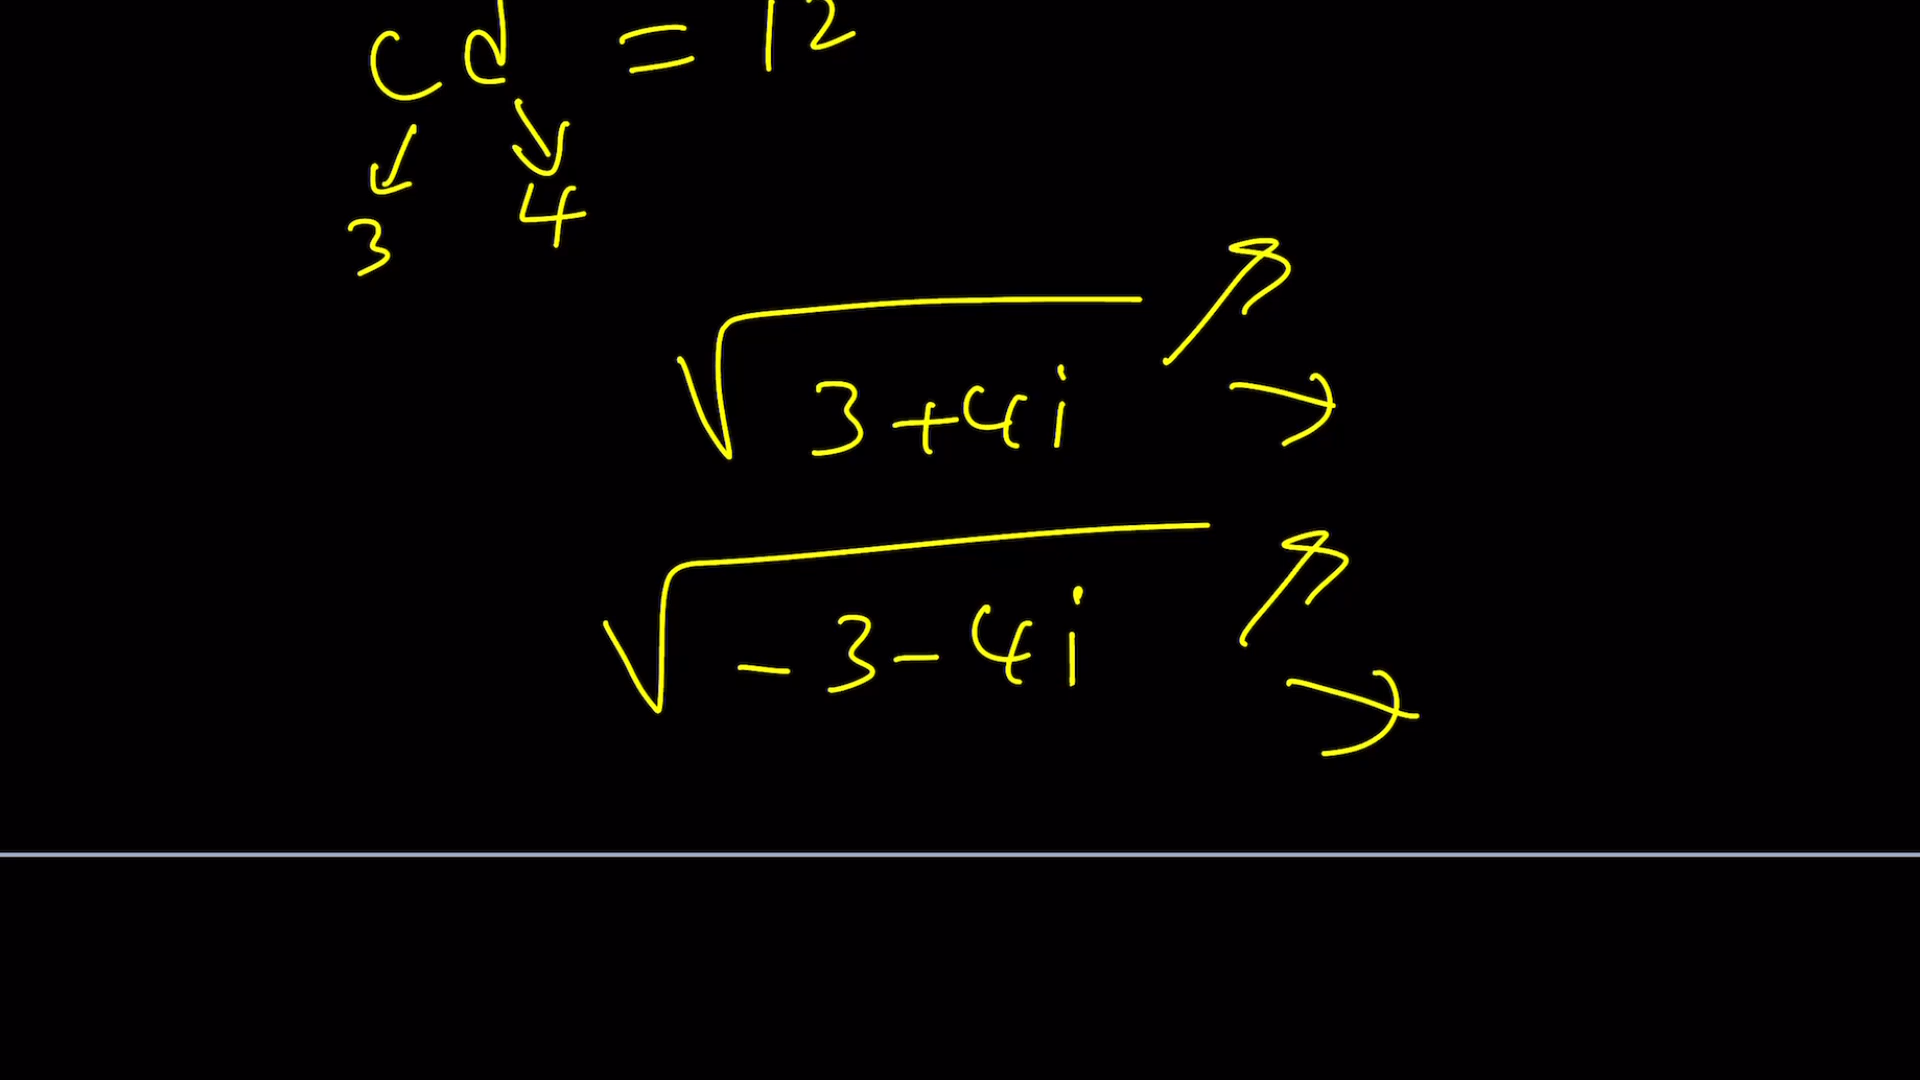 cd = 12
↙ ↘
3 4
√(3+4i) ↗ →
√(-3-4i) ↗ →